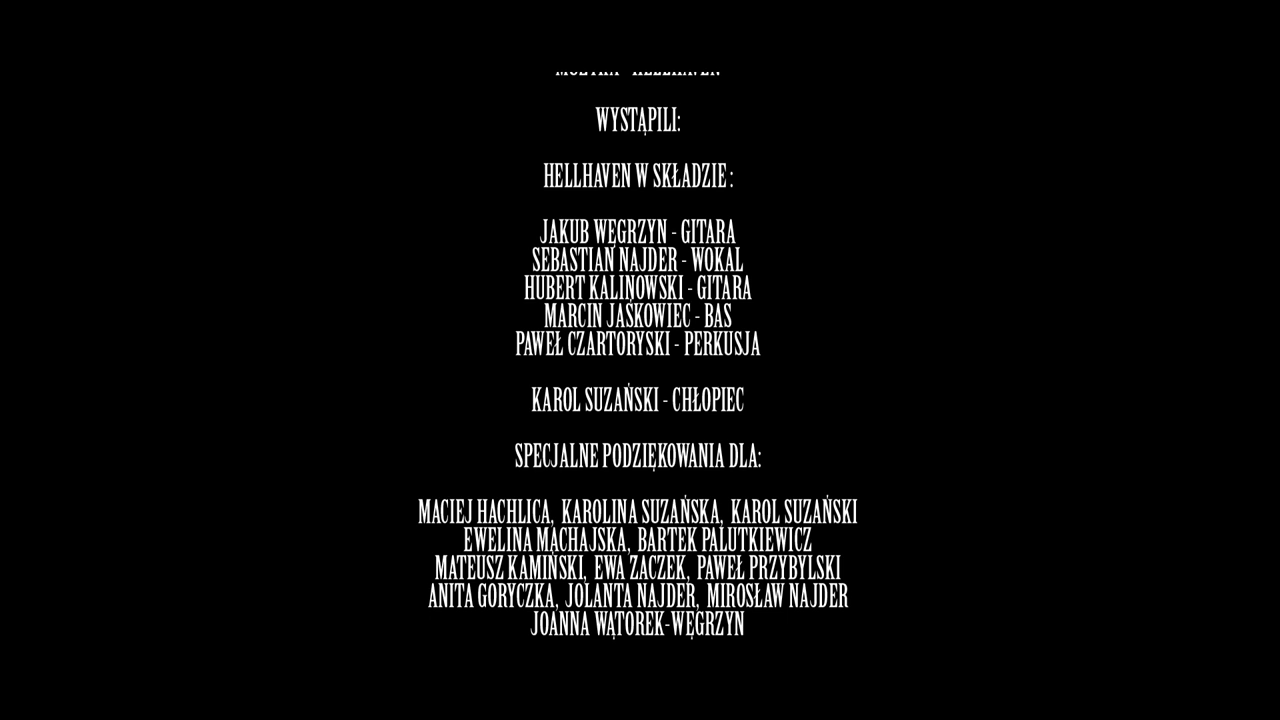 WYSTĄPILI:
HELLHAVEN W SKŁADZIE :
JAKUB WĘGRZYN - GITARA
SEBASTIAN NAJDER - WOKAL
HUBERT KALINOWSKI - GITARA
MARCIN JAŚKOWIEC - BAS
PAWEŁ CZARTORYSKI - PERKUSJA
KAROL SUZAŃSKI - CHŁOPIEC
SPECJALNE PODZIĘKOWANIA DLA:
MACIEJ HACHLICA, KAROLINA SUZAŃSKA, KAROL SUZAŃSKI
EWELINA MĄCHAJSKA, BARTEK PALUTKIEWICZ
MATEUSZ KAMIŃSKI, EWA ZACZEK, PAWEŁ PRZYBYLSKI
ANITA GORYCZKA, JOLANTA NAJDER, MIROSŁAW NAJDER
JOANNA WĄTOREK-WĘGRZYN